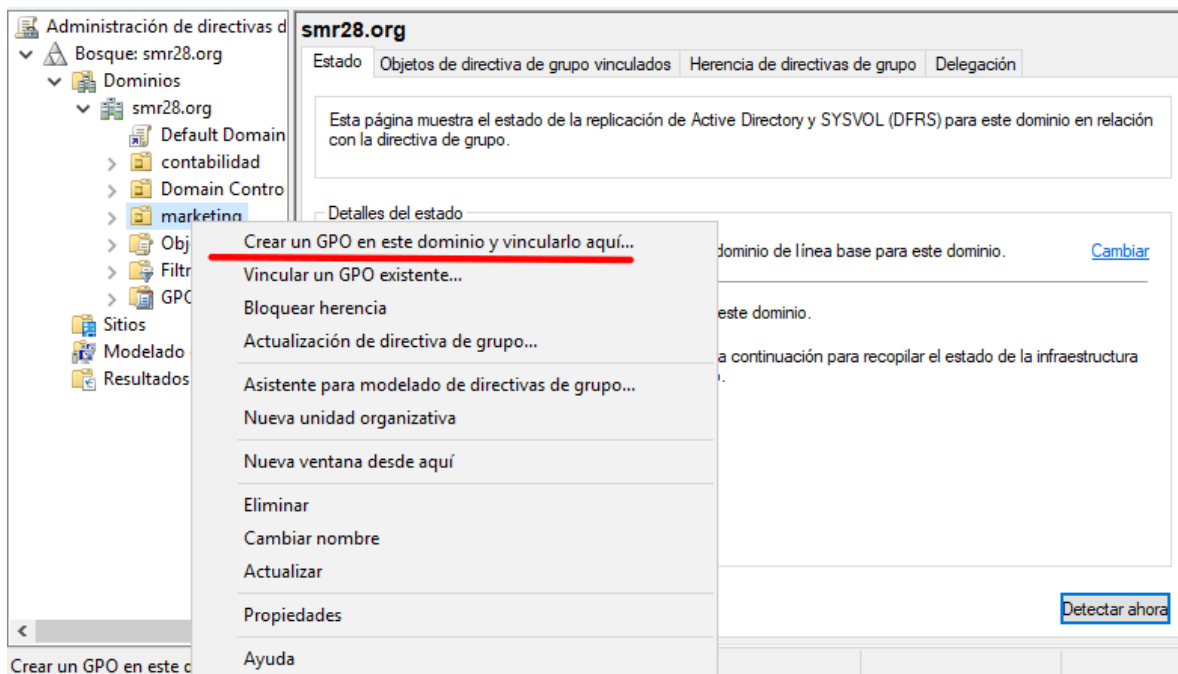 Administración de directivas d
Bosque: smr28.org
Dominios
smr28.org
Default Domain
contabilidad
Domain Contro
marketing
Obj
Filtr
GPO
Sitios
Modelado
Resultados
smr28.org
Estado
Objetos de directiva de grupo vinculados
Herencia de directivas de grupo
Delegación
Esta página muestra el estado de la replicación de Active Directory y SYSVOL (DFRS) para este dominio en relación
con la directiva de grupo.
Detalles del estado
dominio de línea base para este dominio.
Cambiar
este dominio.
a continuación para recopilar el estado de la infraestructura
Detectar ahora
Crear un GPO en este dominio y vincularlo aquí...
Vincular un GPO existente...
Bloquear herencia
Actualización de directiva de grupo...
Asistente para modelado de directivas de grupo...
Nueva unidad organizativa
Nueva ventana desde aquí
Eliminar
Cambiar nombre
Actualizar
Propiedades
Ayuda
Crear un GPO en este d